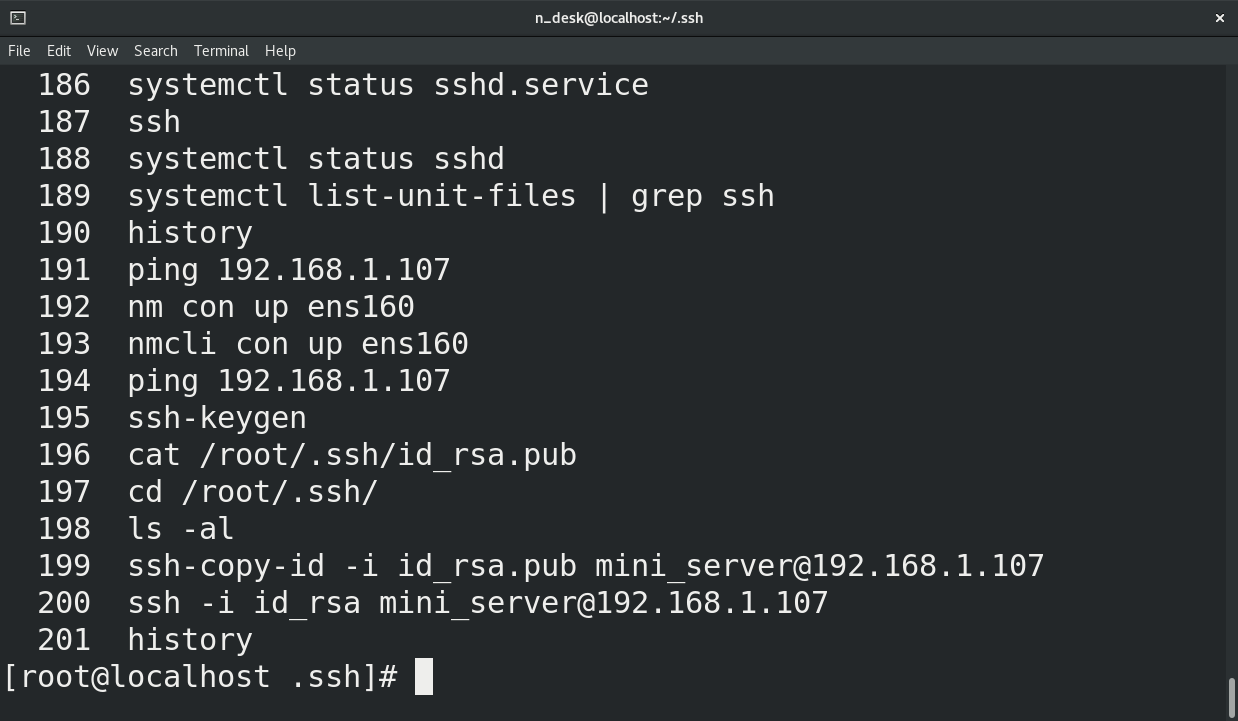 n_desk@localhost:~/.ssh
File Edit View Search Terminal Help
186  systemctl status sshd.service
187  ssh
188  systemctl status sshd
189  systemctl list-unit-files | grep ssh
190  history
191  ping 192.168.1.107
192  nm con up ens160
193  nmcli con up ens160
194  ping 192.168.1.107
195  ssh-keygen
196  cat /root/.ssh/id_rsa.pub
197  cd /root/.ssh/
198  ls -al
199  ssh-copy-id -i id_rsa.pub mini_server@192.168.1.107
200  ssh -i id_rsa mini_server@192.168.1.107
201  history
[root@localhost .ssh]#